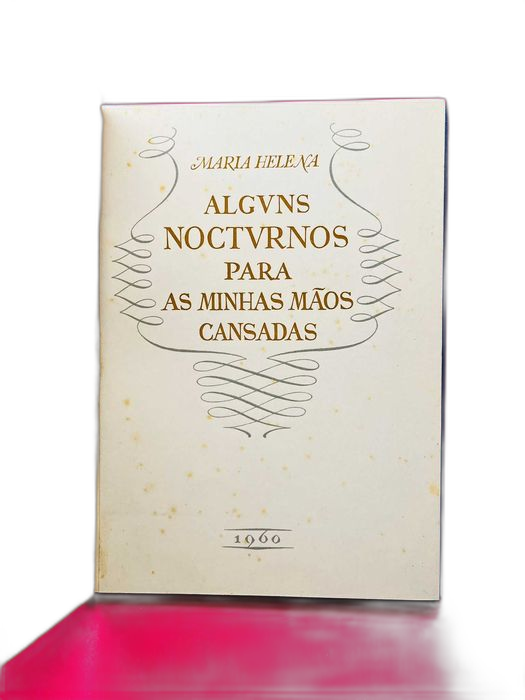 MARIA HELENA
ALGVNS
NOCTVRNOS
PARA
AS MINHAS MÃOS
CANSADAS
1960